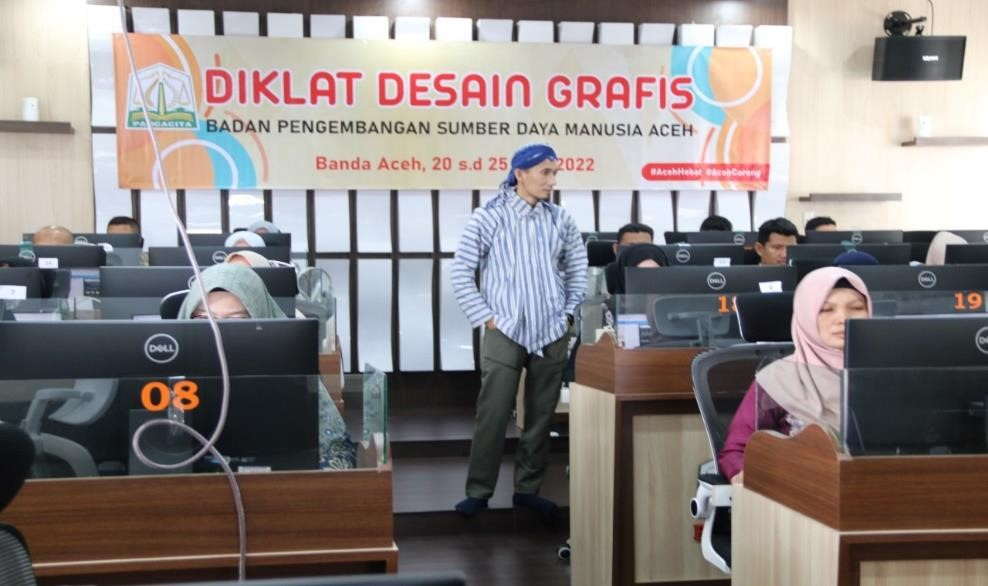 DIKLAT DESAIN GRAFIS
PANCACITA
BADAN PENGEMBANGAN SUMBER DAYA MANUSIA ACEH
Banda Aceh, 20 s.d 25 2022
#AcehHebat #AcehCarong
DELL
08
DELL
19
DELL
DELL